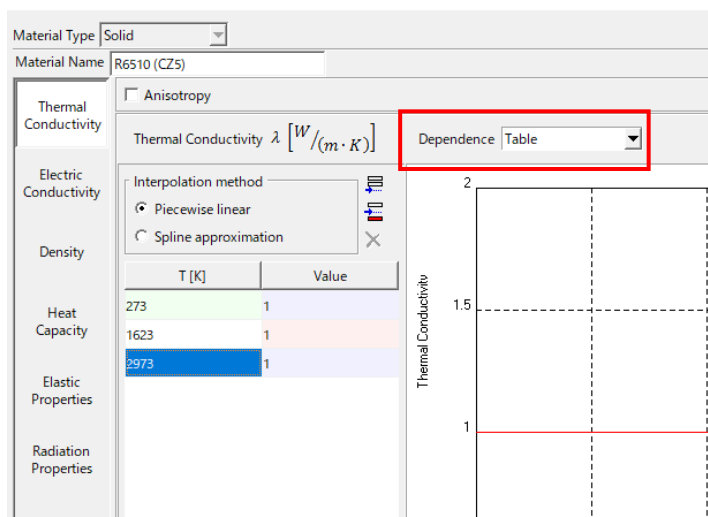 Material Type Solid
Material Name R6510 (CZ5)
Thermal Conductivity
Anisotropy
Thermal Conductivity λ [W/(m · K)]
Dependence Table
Electric Conductivity
Density
Heat Capacity
Elastic Properties
Radiation Properties
Interpolation method
Piecewise linear
Spline approximation
T [K] Value
273 1
1623 1
2973 1
Thermal Conductivity
2
1.5
1